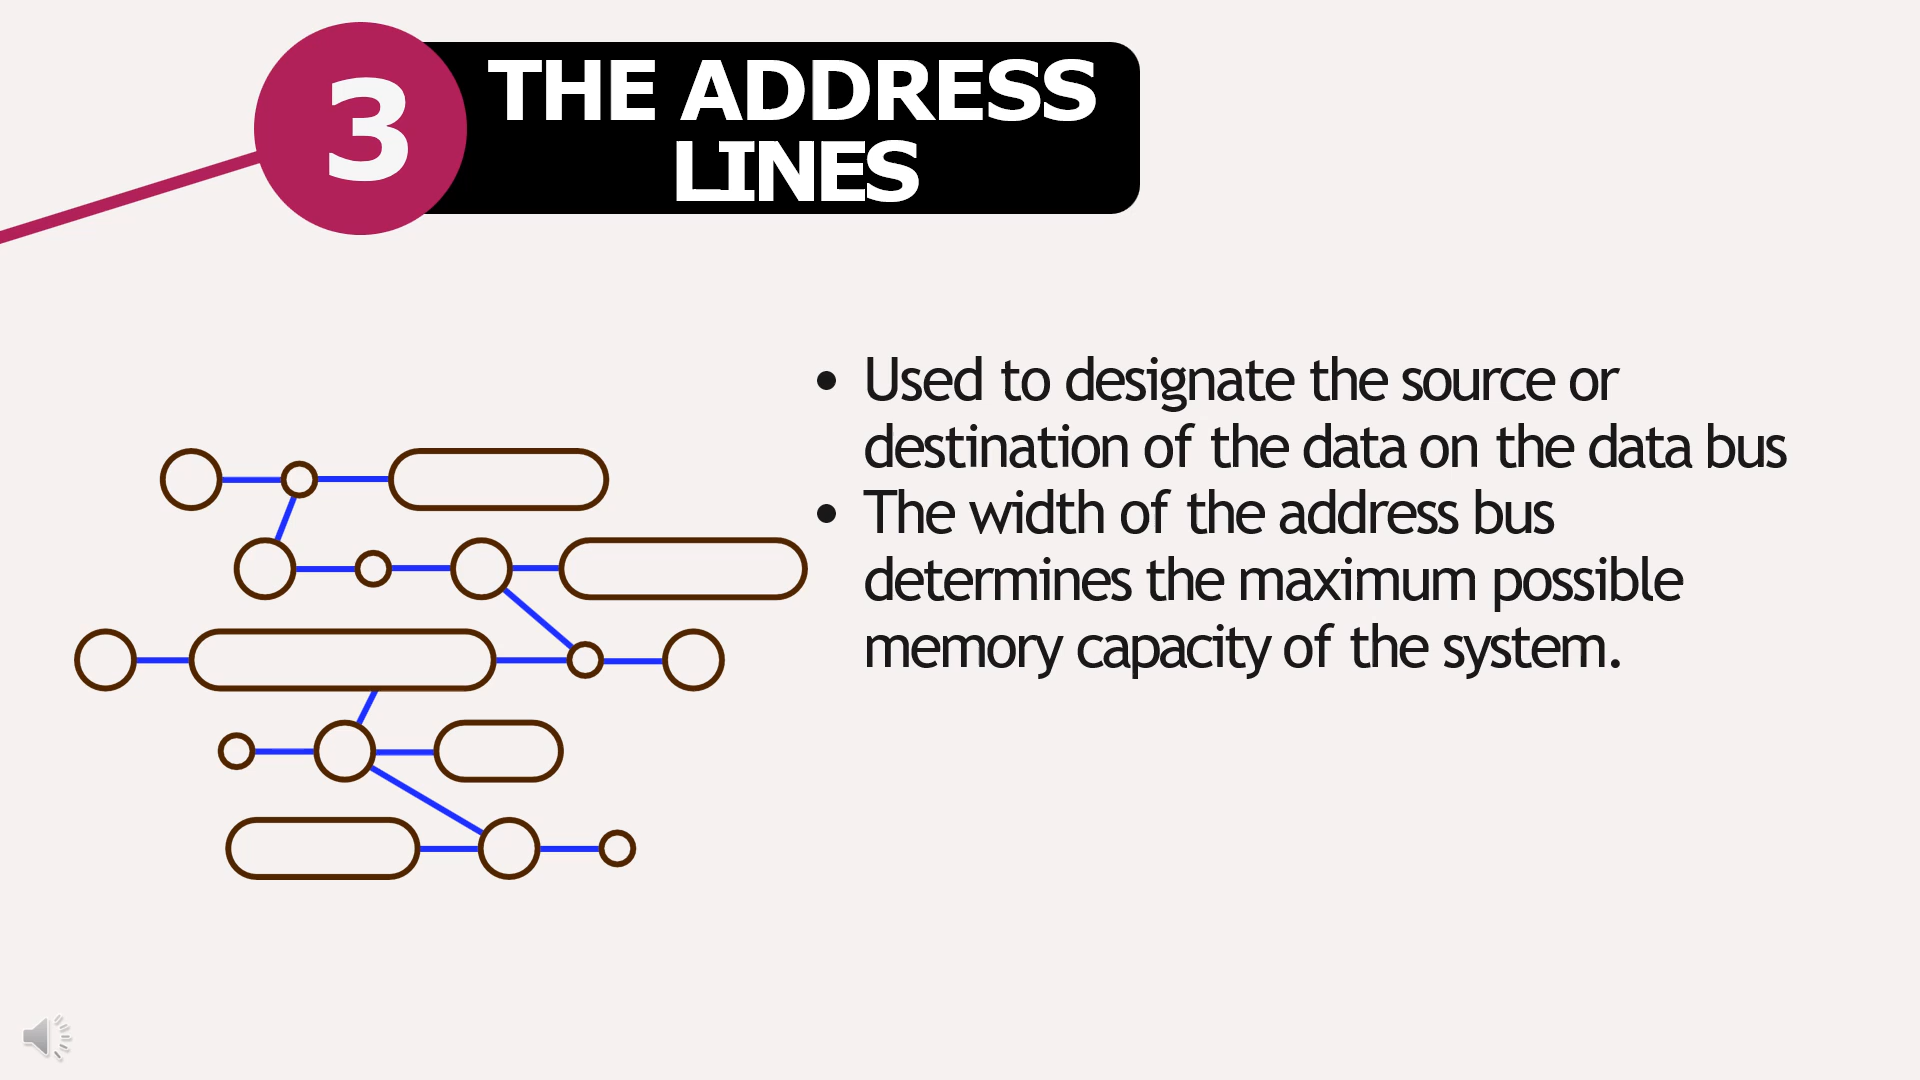 3
THE ADDRESS
LINES
• Used to designate the source or
destination of the data on the data bus
• The width of the address bus
determines the maximum possible
memory capacity of the system.